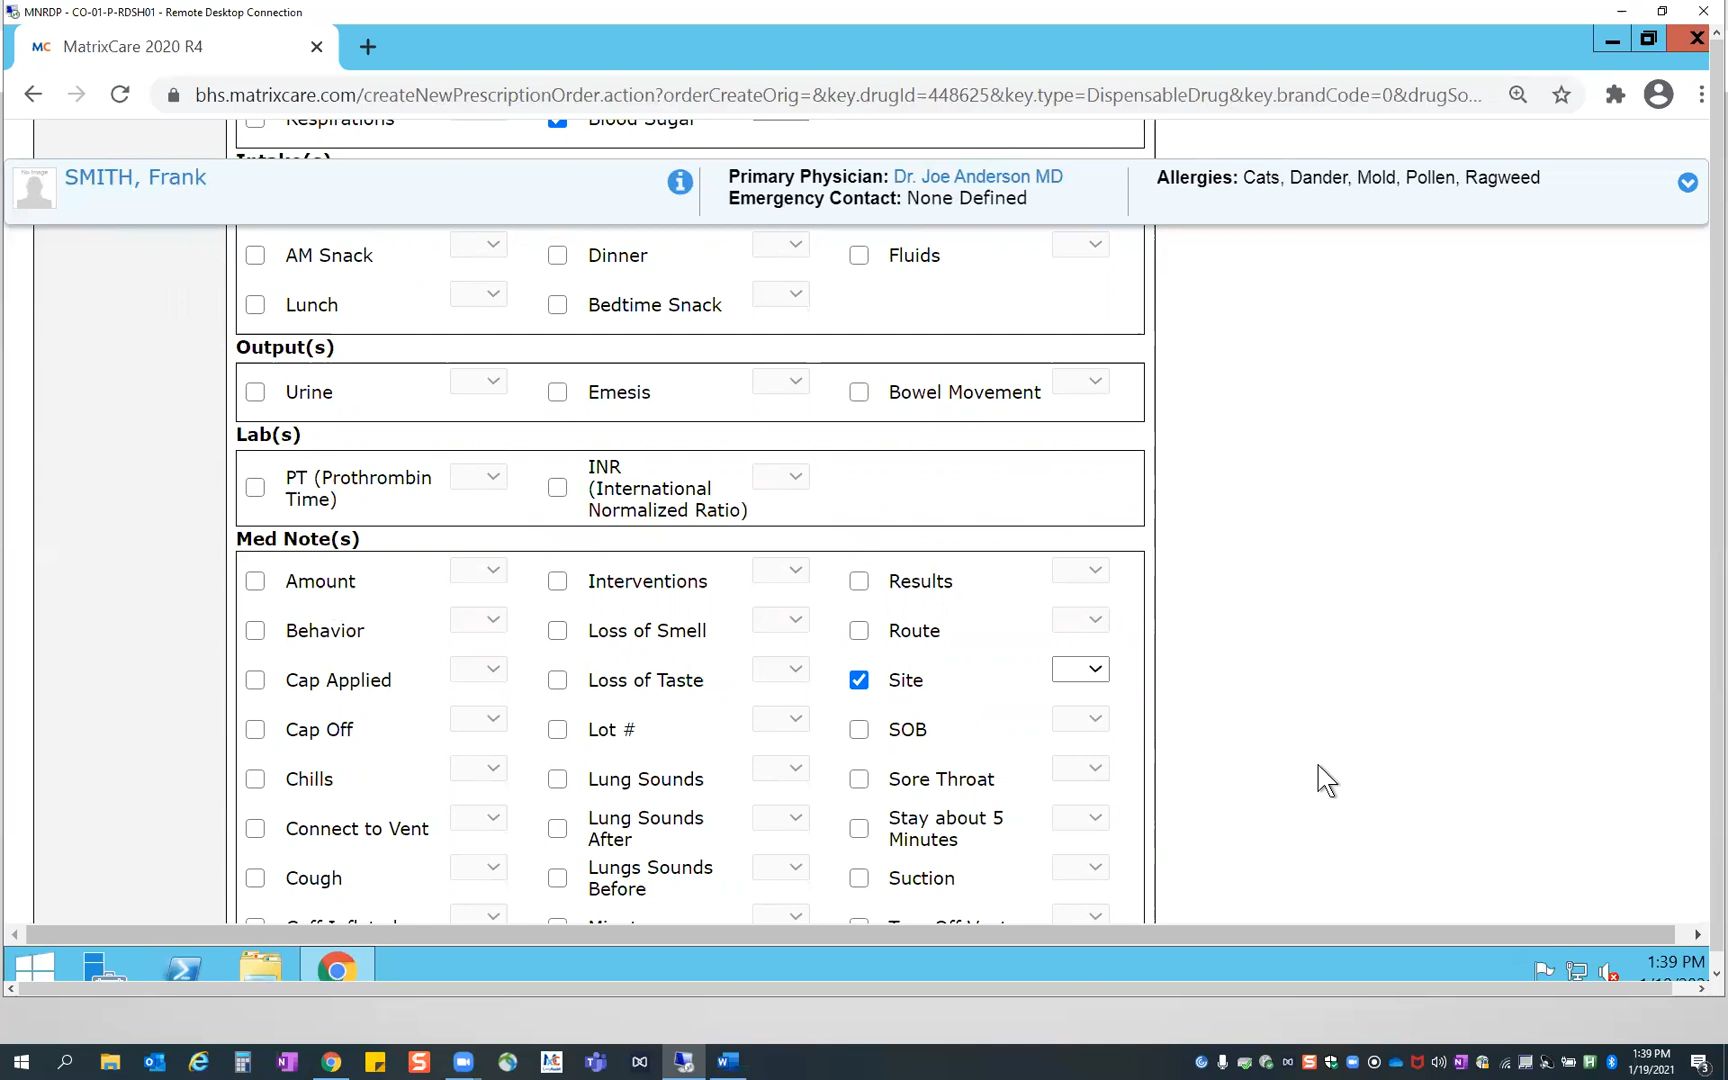 MNRDP - CO-01-P-RDSH01 - Remote Desktop Connection
MC MatrixCare 2020 R4
bhs.matrixcare.com/createNewPrescriptionOrder.action?orderCreateOrig=&key.drugId=448625&key.type=DispensableDrug&key.brandCode=0&drugSo...
Respirations Blood Sugar
Intake(s)
No Image
SMITH, Frank
Primary Physician: Dr. Joe Anderson MD
Emergency Contact: None Defined
Allergies: Cats, Dander, Mold, Pollen, Ragweed
AM Snack Dinner Fluids
Lunch Bedtime Snack
Output(s)
Urine Emesis Bowel Movement
Lab(s)
PT (Prothrombin Time)
INR (International Normalized Ratio)
Med Note(s)
Amount Interventions Results
Behavior Loss of Smell Route
Cap Applied Loss of Taste Site
Cap Off Lot # SOB
Chills Lung Sounds Sore Throat
Connect to Vent Lung Sounds After Stay about 5 Minutes
Cough Lungs Sounds Before Suction
1:39 PM
1:39 PM
1/19/2021